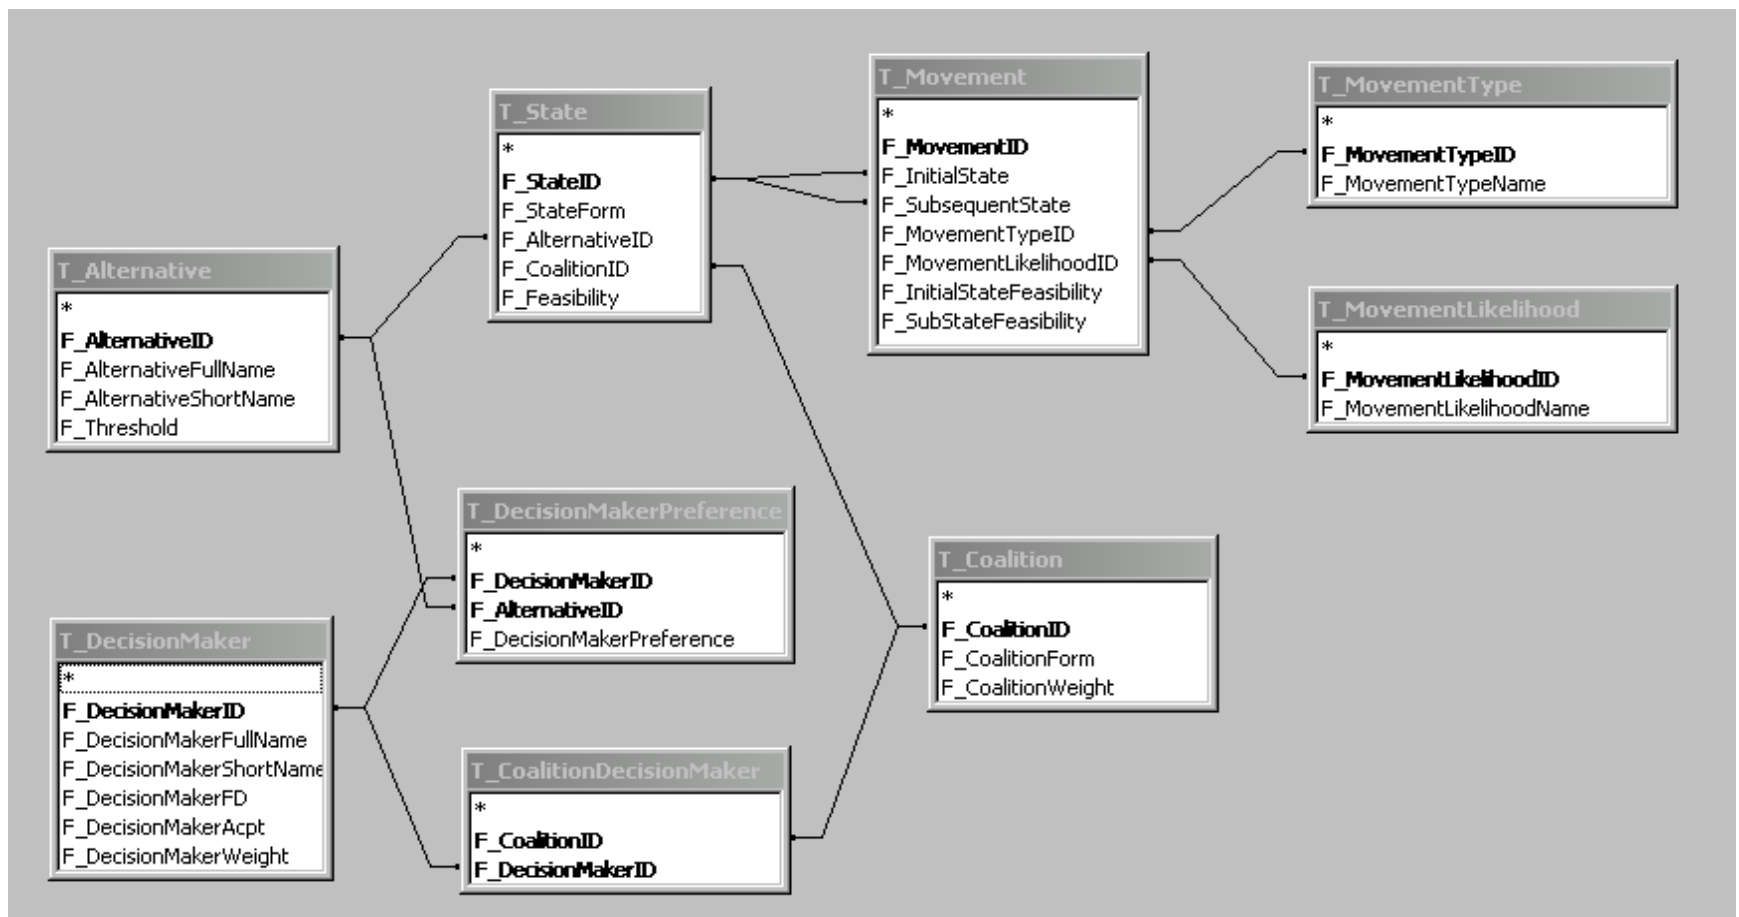 T_State
*
F_StateID
F_StateForm
F_AlternativeID
F_CoalitionID
F_Feasibility
T_Movement
*
F_MovementID
F_InitialState
F_SubsequentState
F_MovementTypeID
F_MovementLikelihoodID
F_InitialStateFeasibility
F_SubStateFeasibility
T_MovementType
*
F_MovementTypeID
F_MovementTypeName
T_Alternative
*
F_AlternativeID
F_AlternativeFullName
F_AlternativeShortName
F_Threshold
T_MovementLikelihood
*
F_MovementLikelihoodID
F_MovementLikelihoodName
T_DecisionMakerPreference
*
F_DecisionMakerID
F_AlternativeID
F_DecisionMakerPreference
T_Coalition
*
F_CoalitionID
F_CoalitionForm
F_CoalitionWeight
T_DecisionMaker
*
F_DecisionMakerID
F_DecisionMakerFullName
F_DecisionMakerShortName
F_DecisionMakerFD
F_DecisionMakerAcpt
F_DecisionMakerWeight
T_CoalitionDecisionMaker
*
F_CoalitionID
F_DecisionMakerID